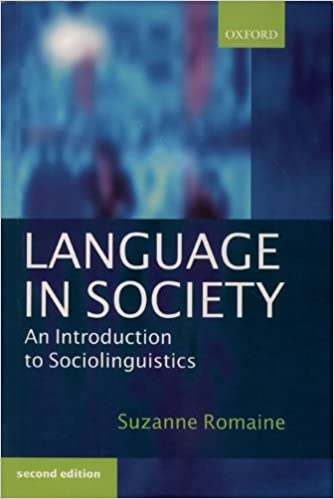 OXFORD
LANGUAGE
IN SOCIETY
An Introduction
to Sociolinguistics
Suzanne Romaine
second edition